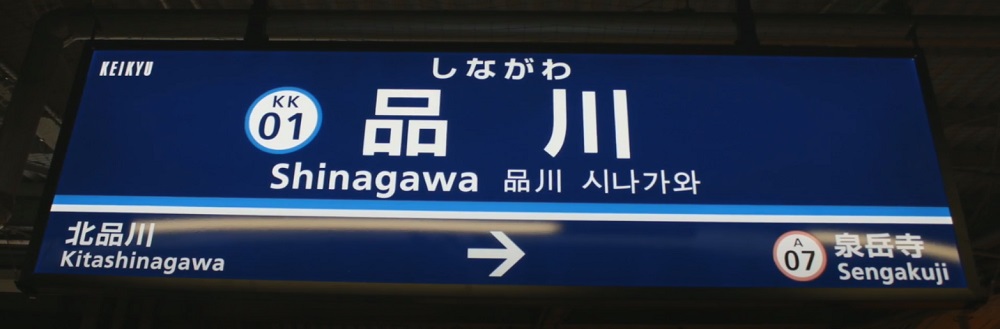 KEIKYU
しながわ
KK
01
品川
Shinagawa 品川 시나가와
北品川
Kitashinagawa
→
A
07
泉岳寺
Sengakuji